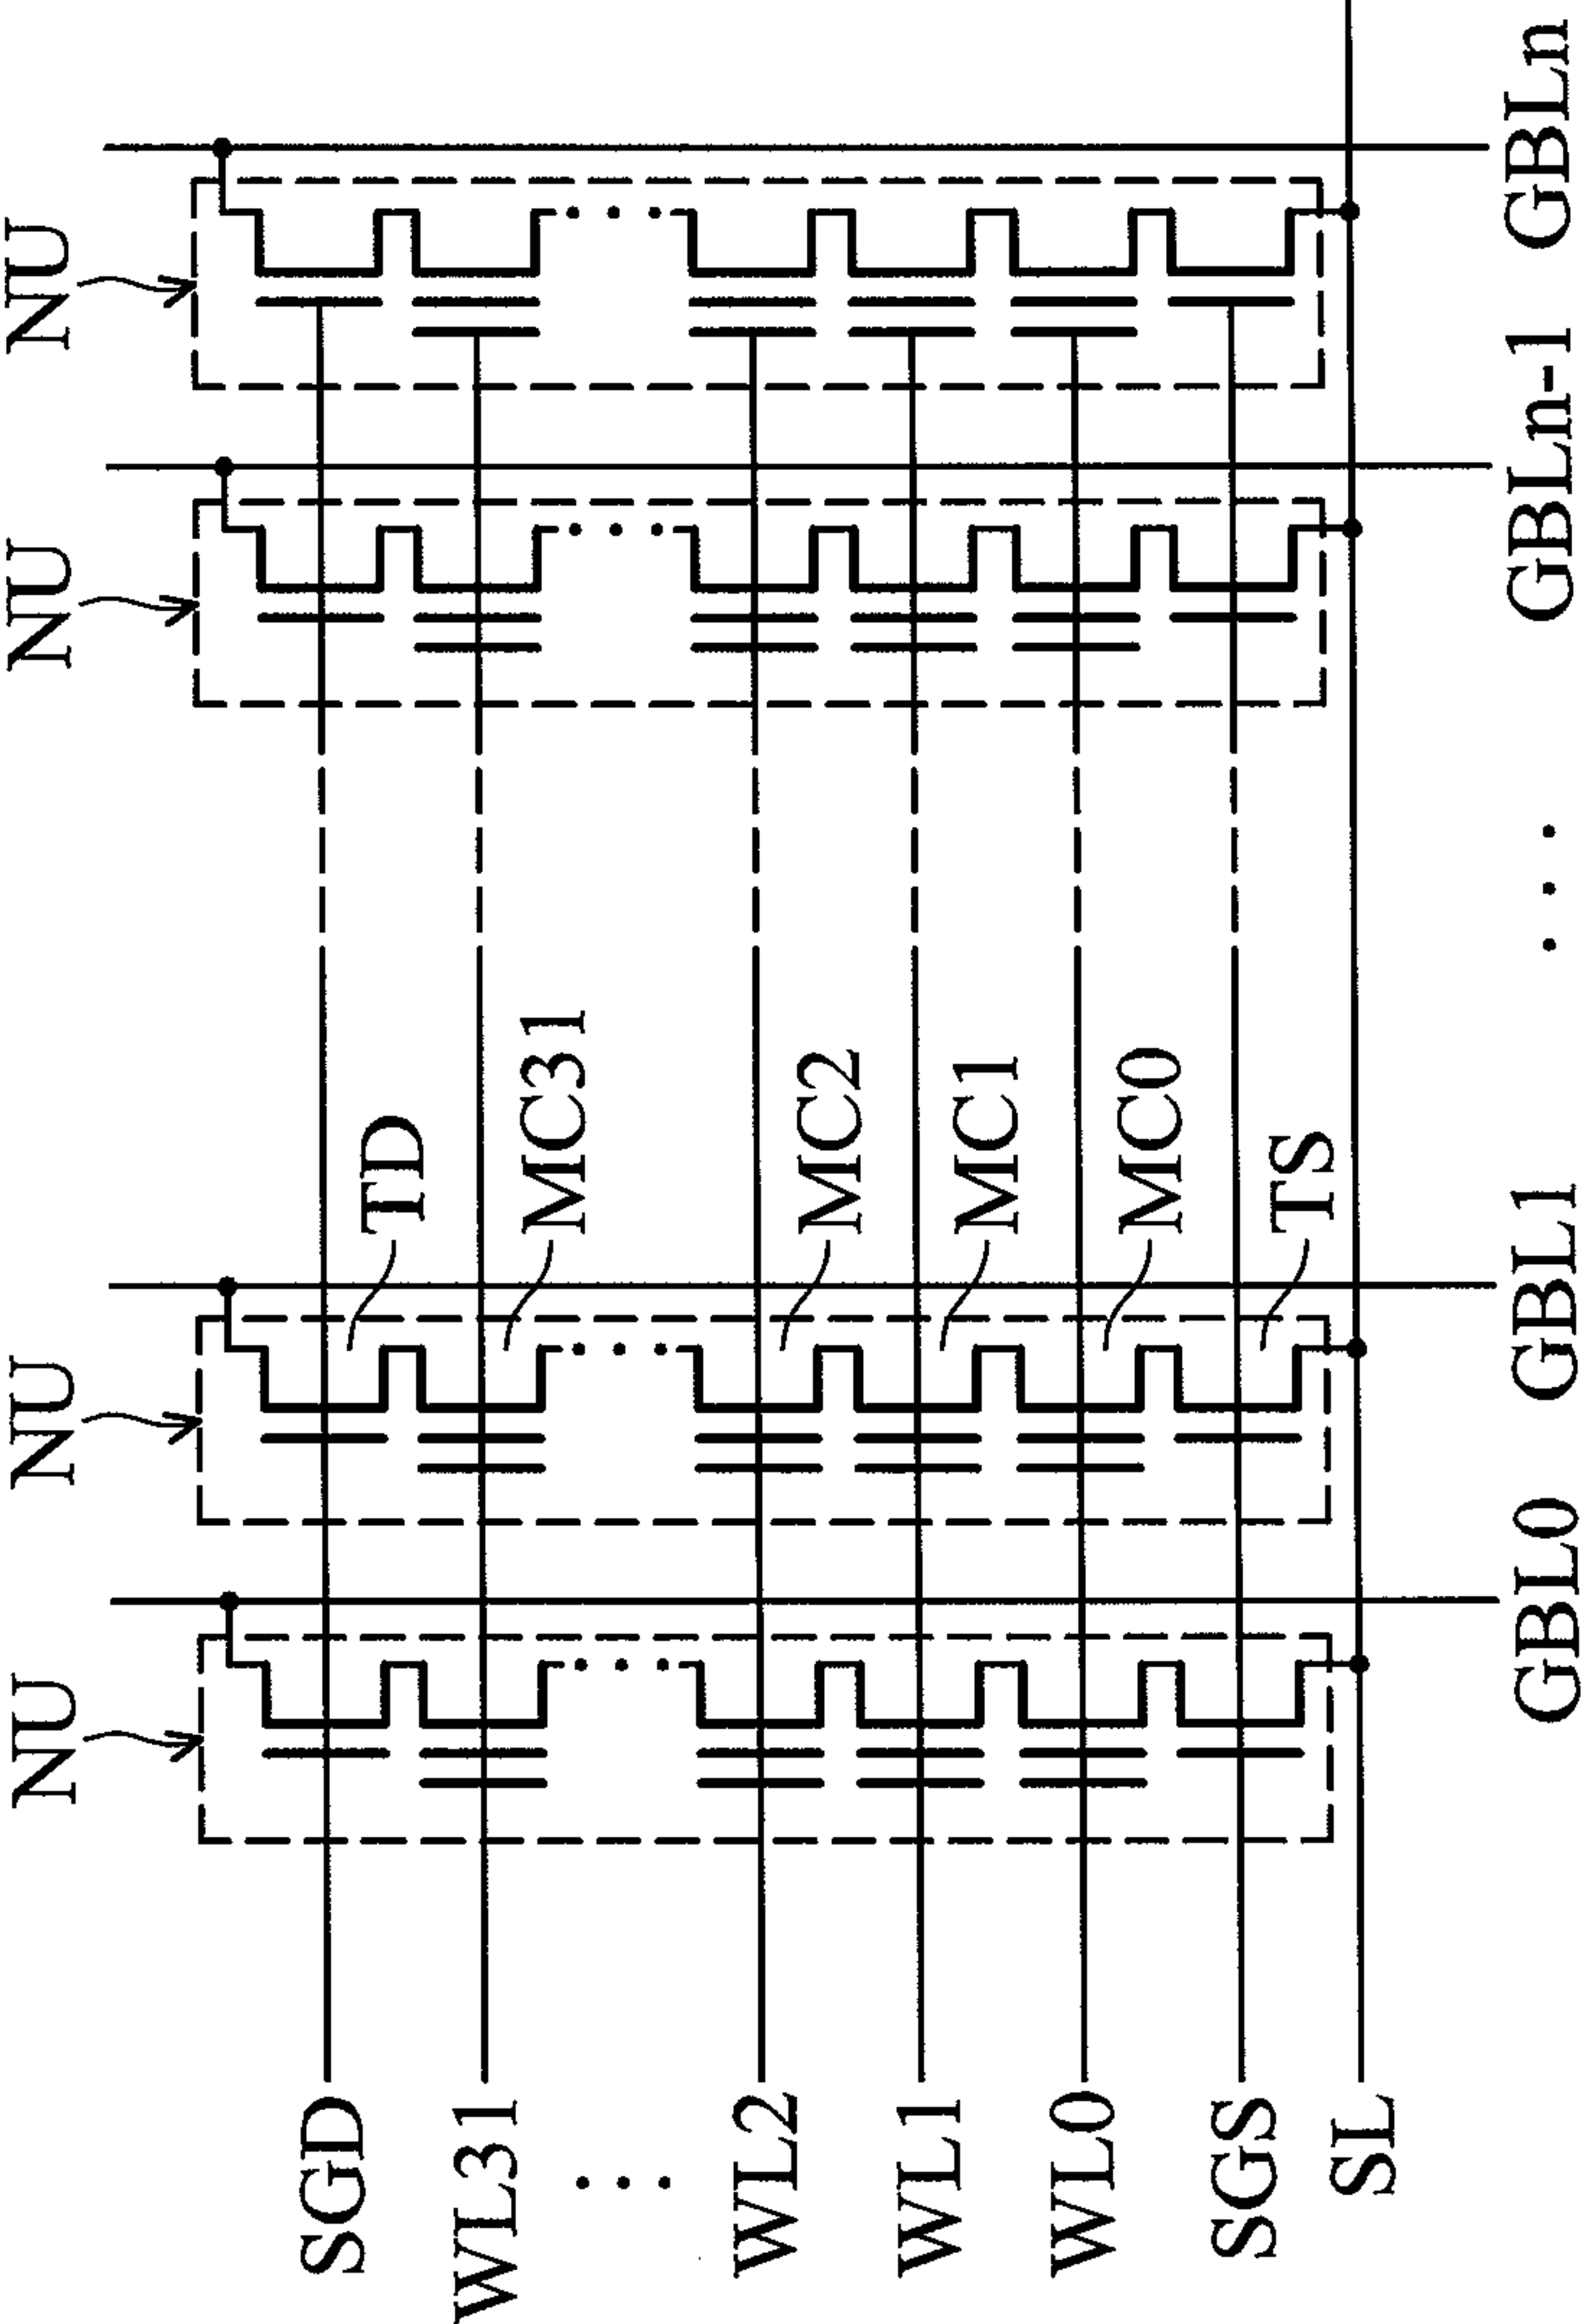 NU NU NU NU
SGD
TD
WL31
MC31
. . .
WL2
MC2
WL1
MC1
WL0
MC0
SGS
TS
SL
GBL0 GBL1 . . . GBLn-1 GBLn